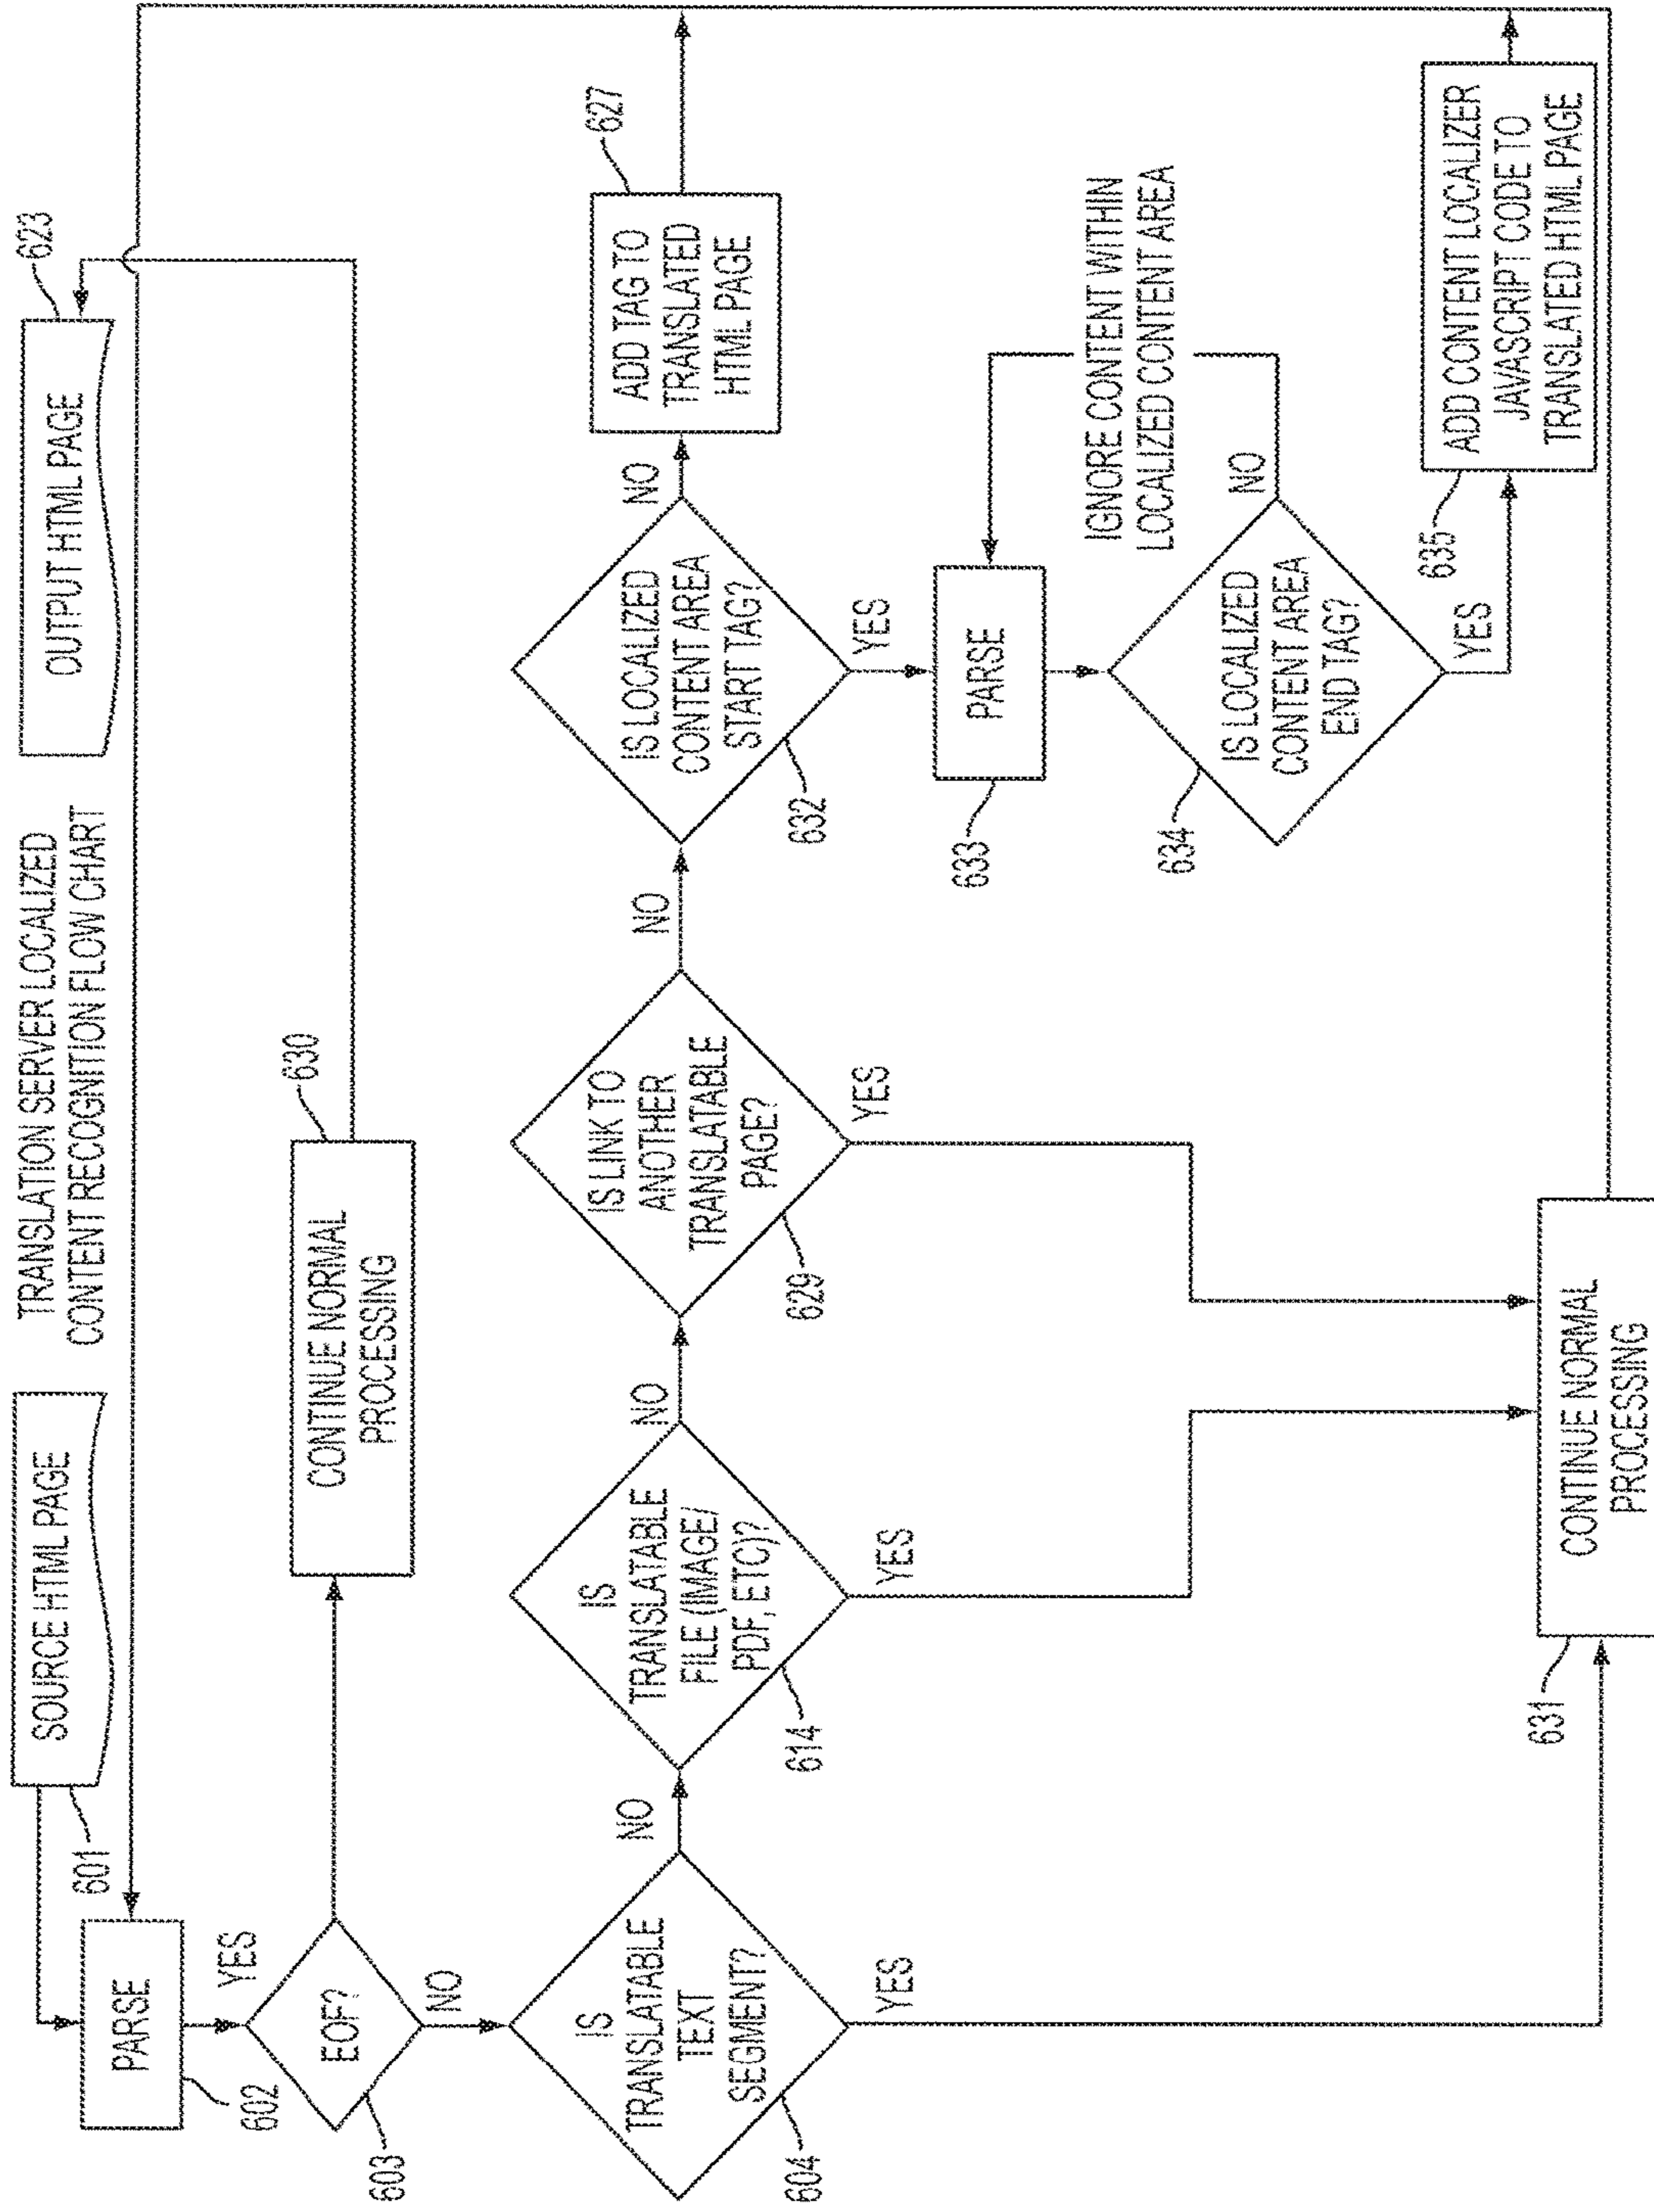 TRANSLATION SERVER LOCALIZED
CONTENT RECOGNITION FLOW CHART
SOURCE HTML PAGE
601
OUTPUT HTML PAGE
623
PARSE
602
YES
EOF?
603
NO
CONTINUE NORMAL
PROCESSING
630
IS
TRANSLATABLE
TEXT
SEGMENT?
604
NO
YES
IS
TRANSLATABLE
FILE (IMAGE/
PDF, ETC)?
614
NO
YES
IS LINK TO
ANOTHER
TRANSLATABLE
PAGE?
629
NO
YES
IS LOCALIZED
CONTENT AREA
START TAG?
632
NO
YES
ADD TAG TO
TRANSLATED
HTML PAGE
627
PARSE
633
IGNORE CONTENT WITHIN
LOCALIZED CONTENT AREA
IS LOCALIZED
CONTENT AREA
END TAG?
634
NO
YES
635
ADD CONTENT LOCALIZER
JAVASCRIPT CODE TO
TRANSLATED HTML PAGE
CONTINUE NORMAL
PROCESSING
631